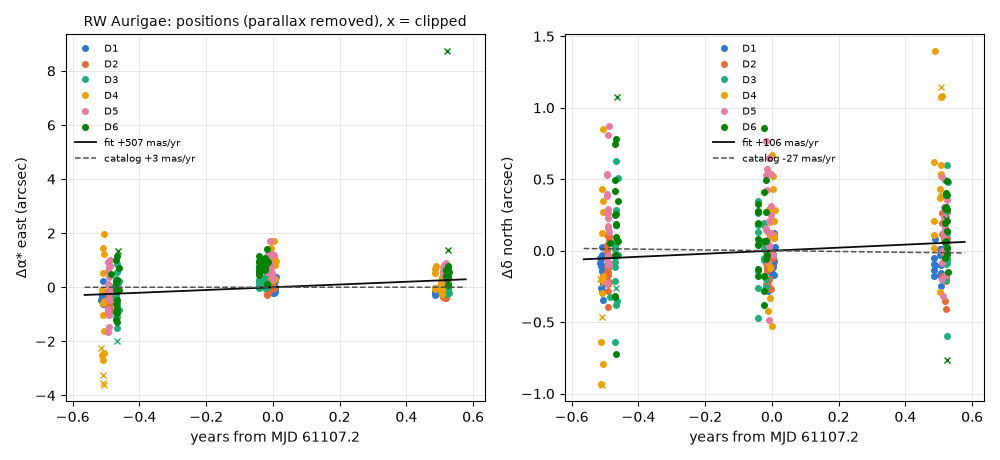 RW Aurigae: positions (parallax removed), x = clipped
Δα* east (arcsec)
8
6
4
2
0
−2
−4
D1
D2
D3
D4
D5
D6
fit +507 mas/yr
catalog +3 mas/yr
−0.6
−0.4
−0.2
0.0
0.2
0.4
0.6
years from MJD 61107.2
Δδ north (arcsec)
1.5
1.0
0.5
0.0
−0.5
−1.0
D1
D2
D3
D4
D5
D6
fit +106 mas/yr
catalog -27 mas/yr
−0.6
−0.4
−0.2
0.0
0.2
0.4
0.6
years from MJD 61107.2